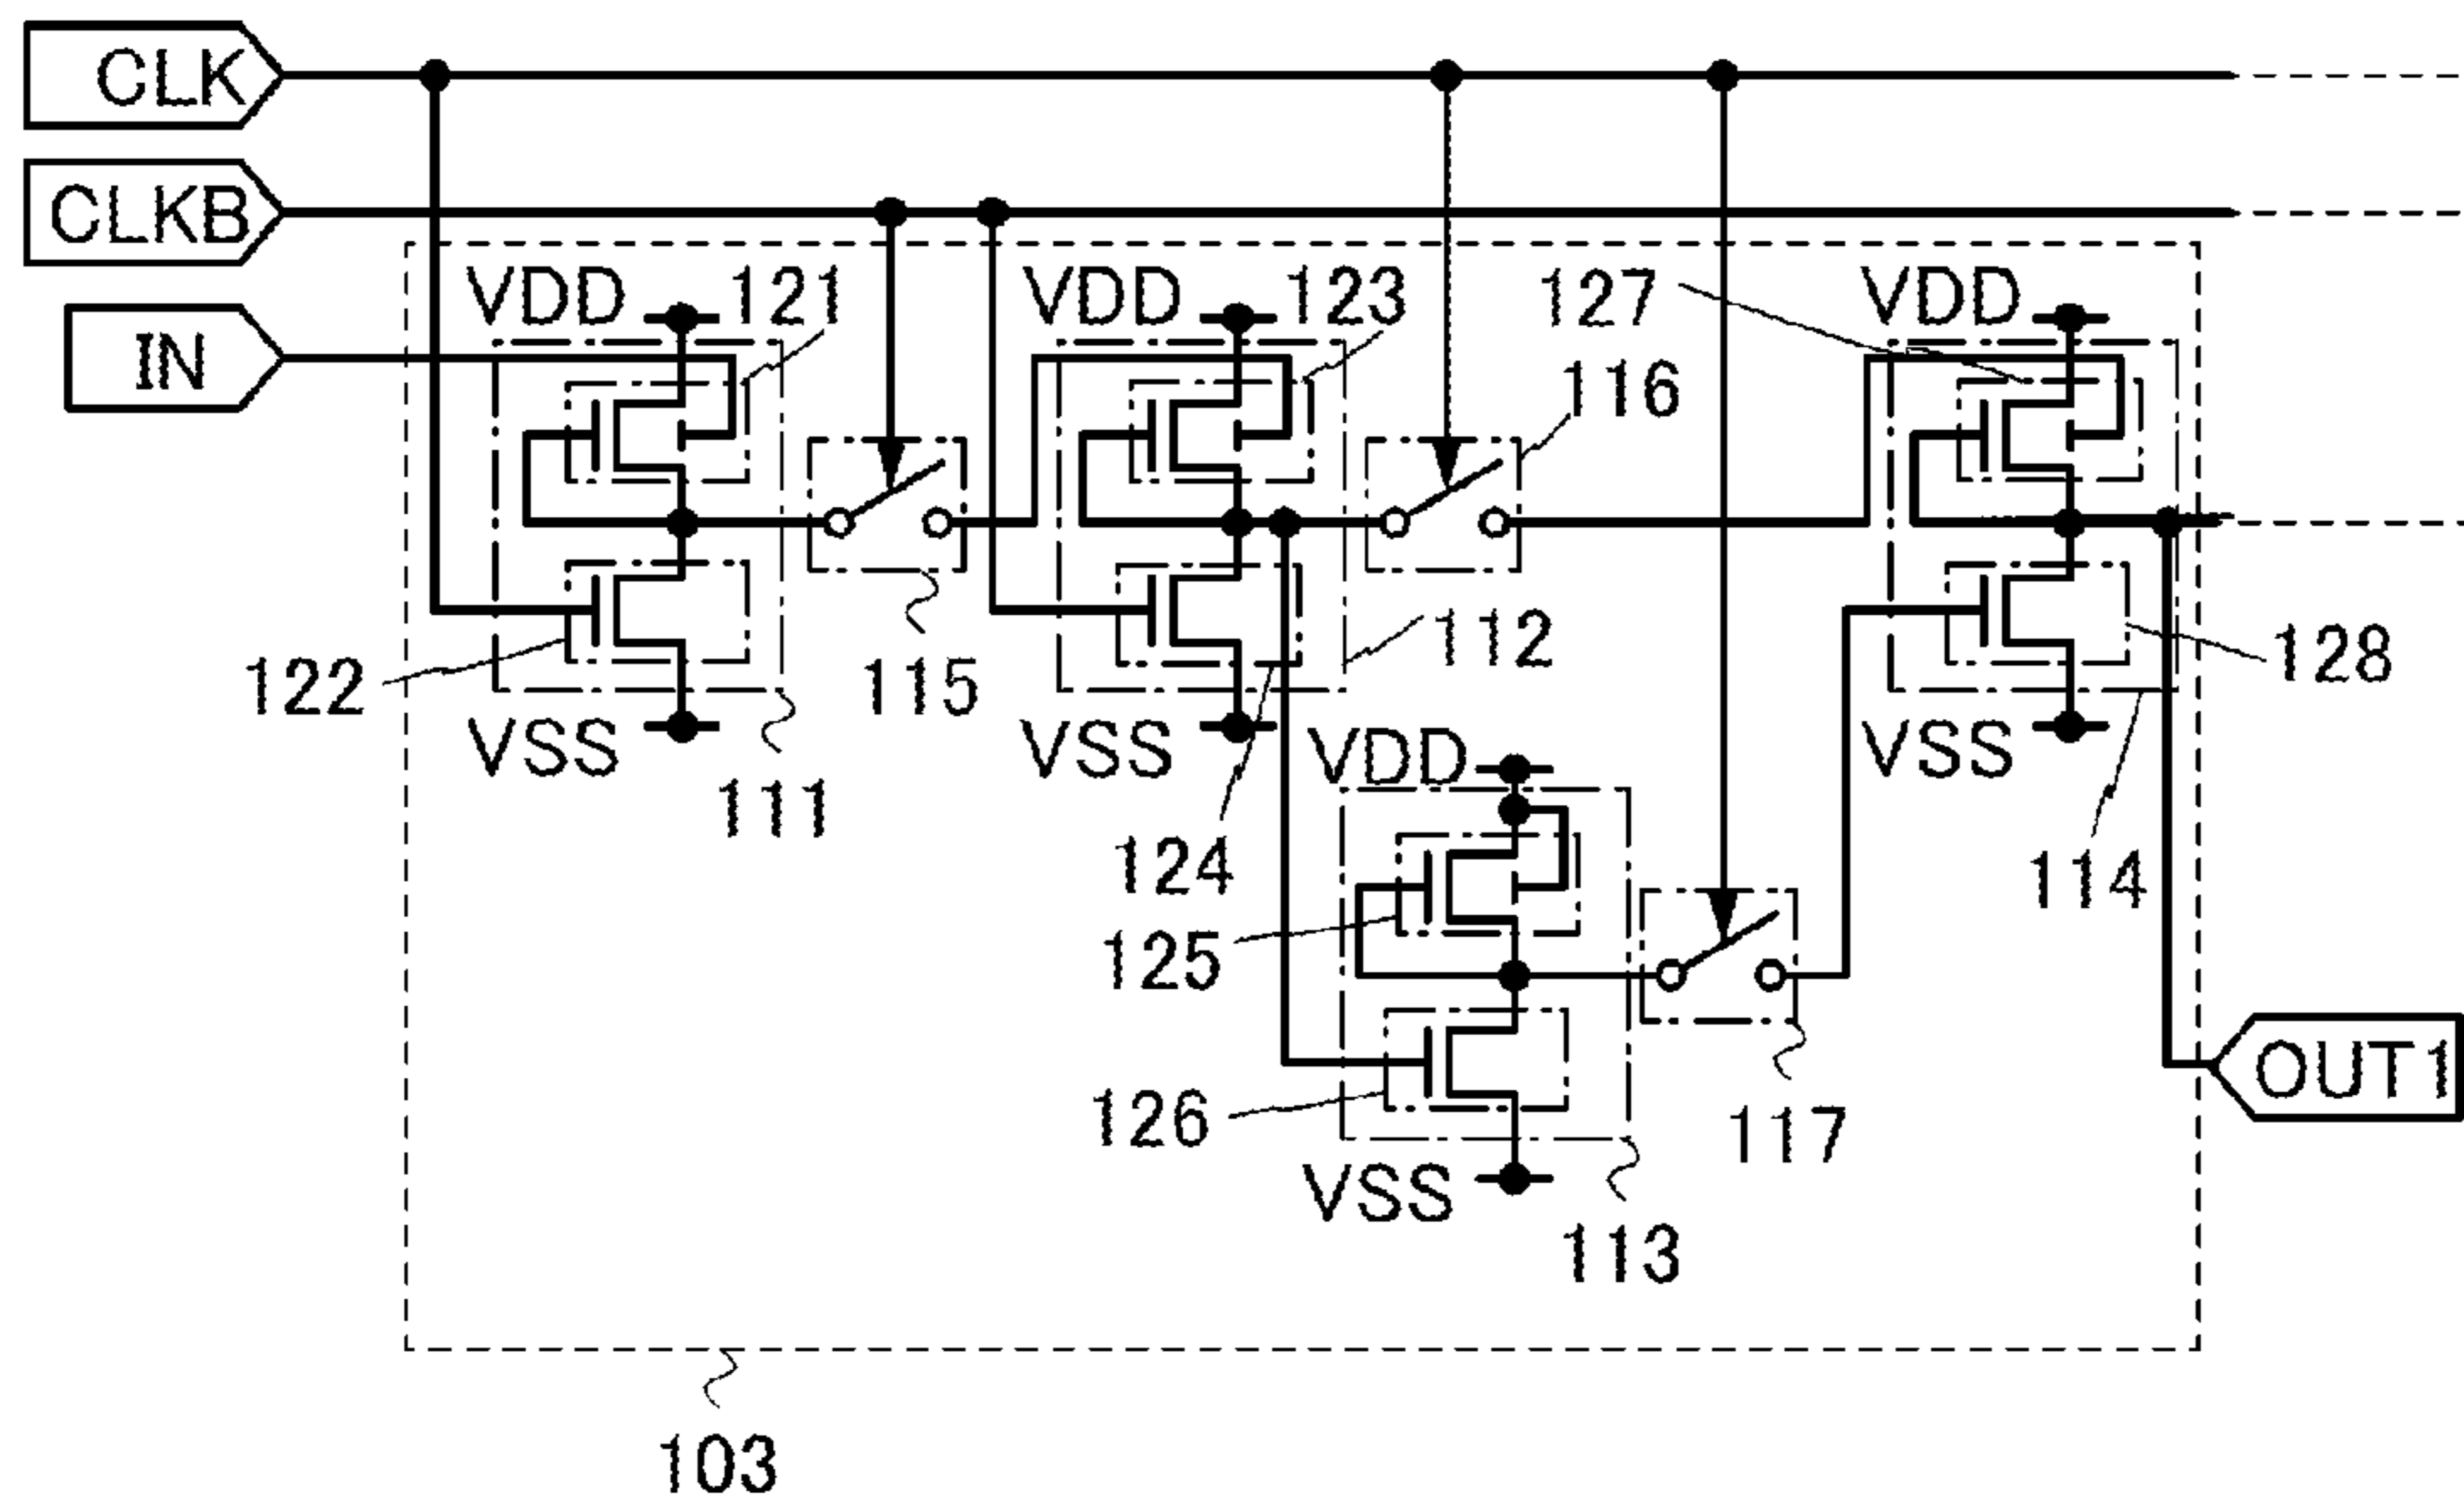 CLK
CLKB
IN
VDD 121
VDD 123
127
VDD
116
122
115
112
128
VSS
VSS
VDD
VSS
111
124
114
125
126
117
OUT1
VSS
113
103